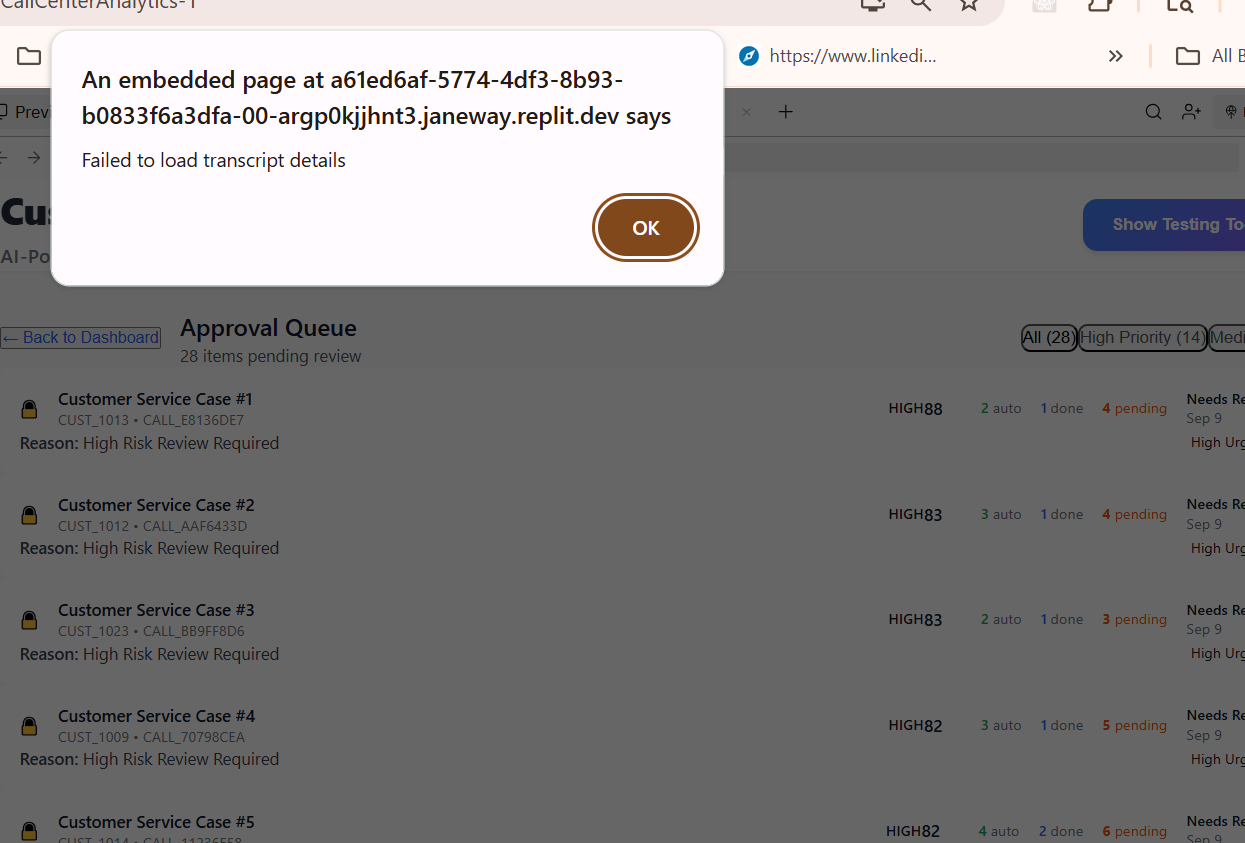 CallCenterAnalytics-1
https://www.linkedi...
All B
An embedded page at a61ed6af-5774-4df3-8b93-
b0833f6a3dfa-00-argp0kjjhnt3.janeway.replit.dev says
Failed to load transcript details
OK
Previ
Cus
Show Testing To
AI-Po
← Back to Dashboard
Approval Queue
28 items pending review
All (28)
High Priority (14)
Medi
Customer Service Case #1
CUST_1013 • CALL_E8136DE7
Reason: High Risk Review Required
HIGH88
2 auto
1 done
4 pending
Needs Re
Sep 9
High Urg
Customer Service Case #2
CUST_1012 • CALL_AAF6433D
Reason: High Risk Review Required
HIGH83
3 auto
1 done
4 pending
Needs Re
Sep 9
High Urg
Customer Service Case #3
CUST_1023 • CALL_BB9FF8D6
Reason: High Risk Review Required
HIGH83
2 auto
1 done
3 pending
Needs Re
Sep 9
High Urg
Customer Service Case #4
CUST_1009 • CALL_70798CEA
Reason: High Risk Review Required
HIGH82
3 auto
1 done
5 pending
Needs Re
Sep 9
High Urg
Customer Service Case #5
CUST_1014 • CALL_11236558
HIGH82
4 auto
2 done
6 pending
Needs Re
Sep 9